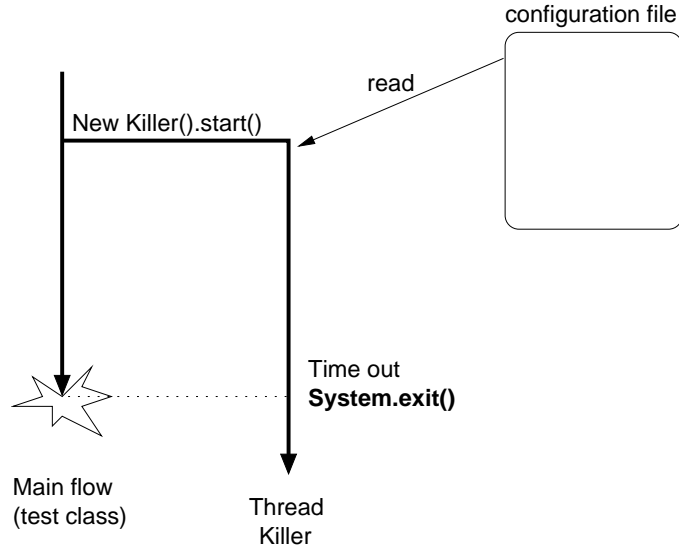 configuration file
read
New Killer().start()
Time out
System.exit()
Main flow
(test class)
Thread
Killer